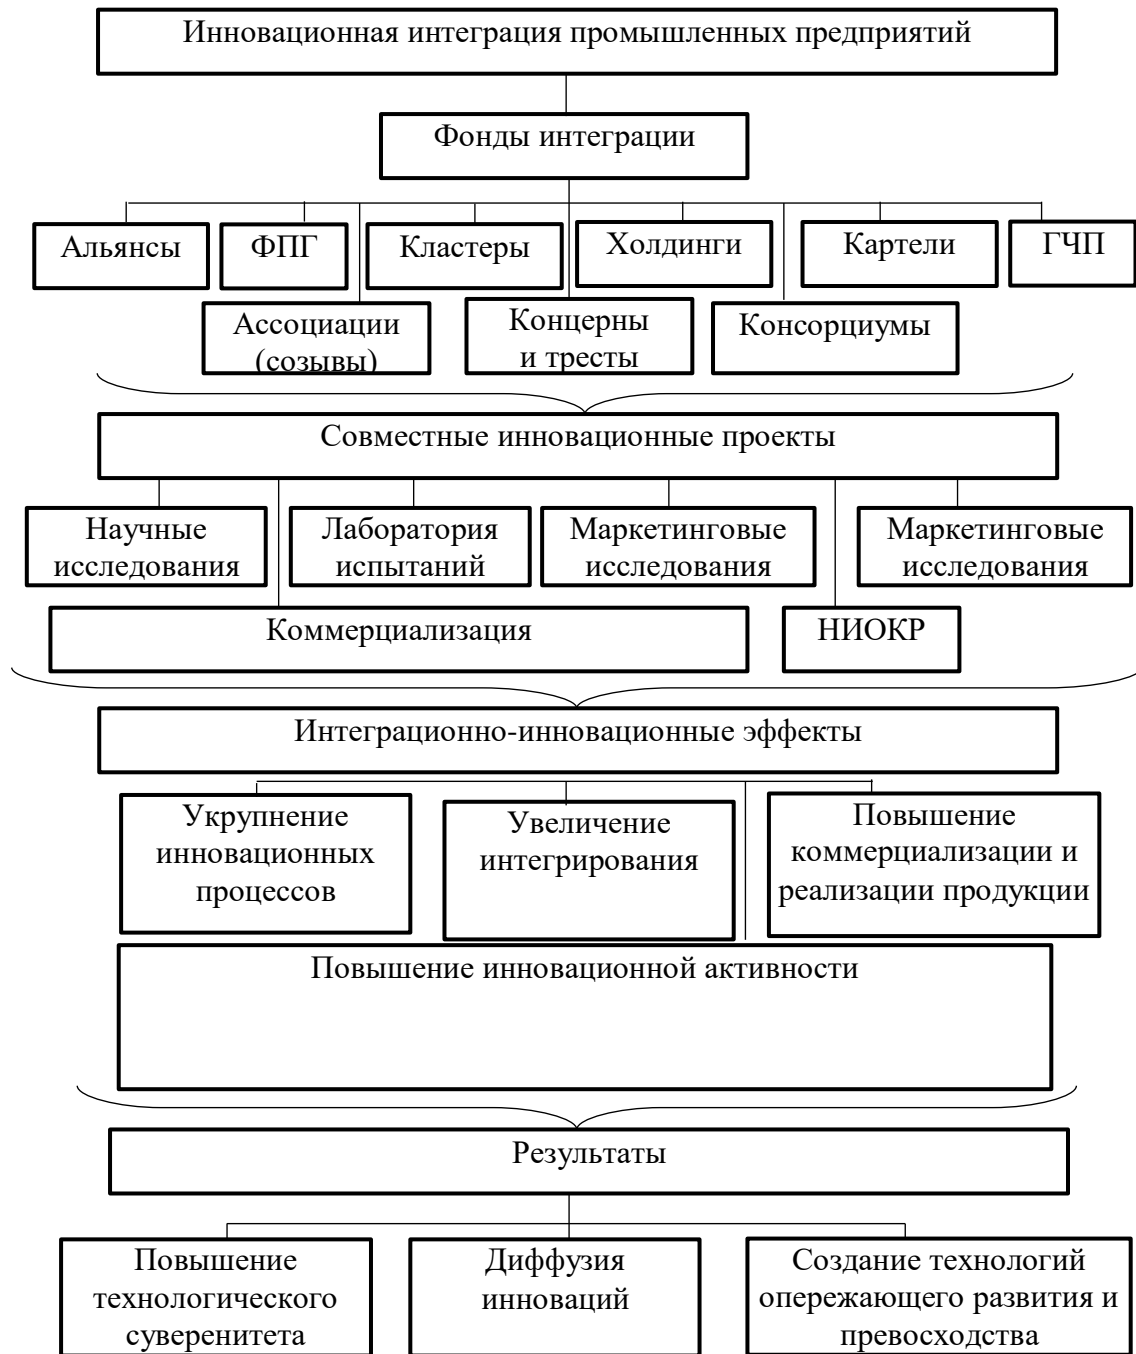 Инновационная интеграция промышленных предприятий
Фонды интеграции
Альянсы
ФПГ
Кластеры
Холдинги
Картели
ГЧП
Ассоциации
(созывы)
Концерны
и тресты
Консорциумы
Совместные инновационные проекты
Научные
исследования
Лаборатория
испытаний
Маркетинговые
исследования
Маркетинговые
исследования
Коммерциализация
НИОКР
Интеграционно-инновационные эффекты
Укрупнение
инновационных
процессов
Увеличение
интегрирования
Повышение
коммерциализации и
реализации продукции
Повышение инновационной активности
Результаты
Повышение
технологического
суверенитета
Диффузия
инноваций
Создание технологий
опережающего развития и
превосходства